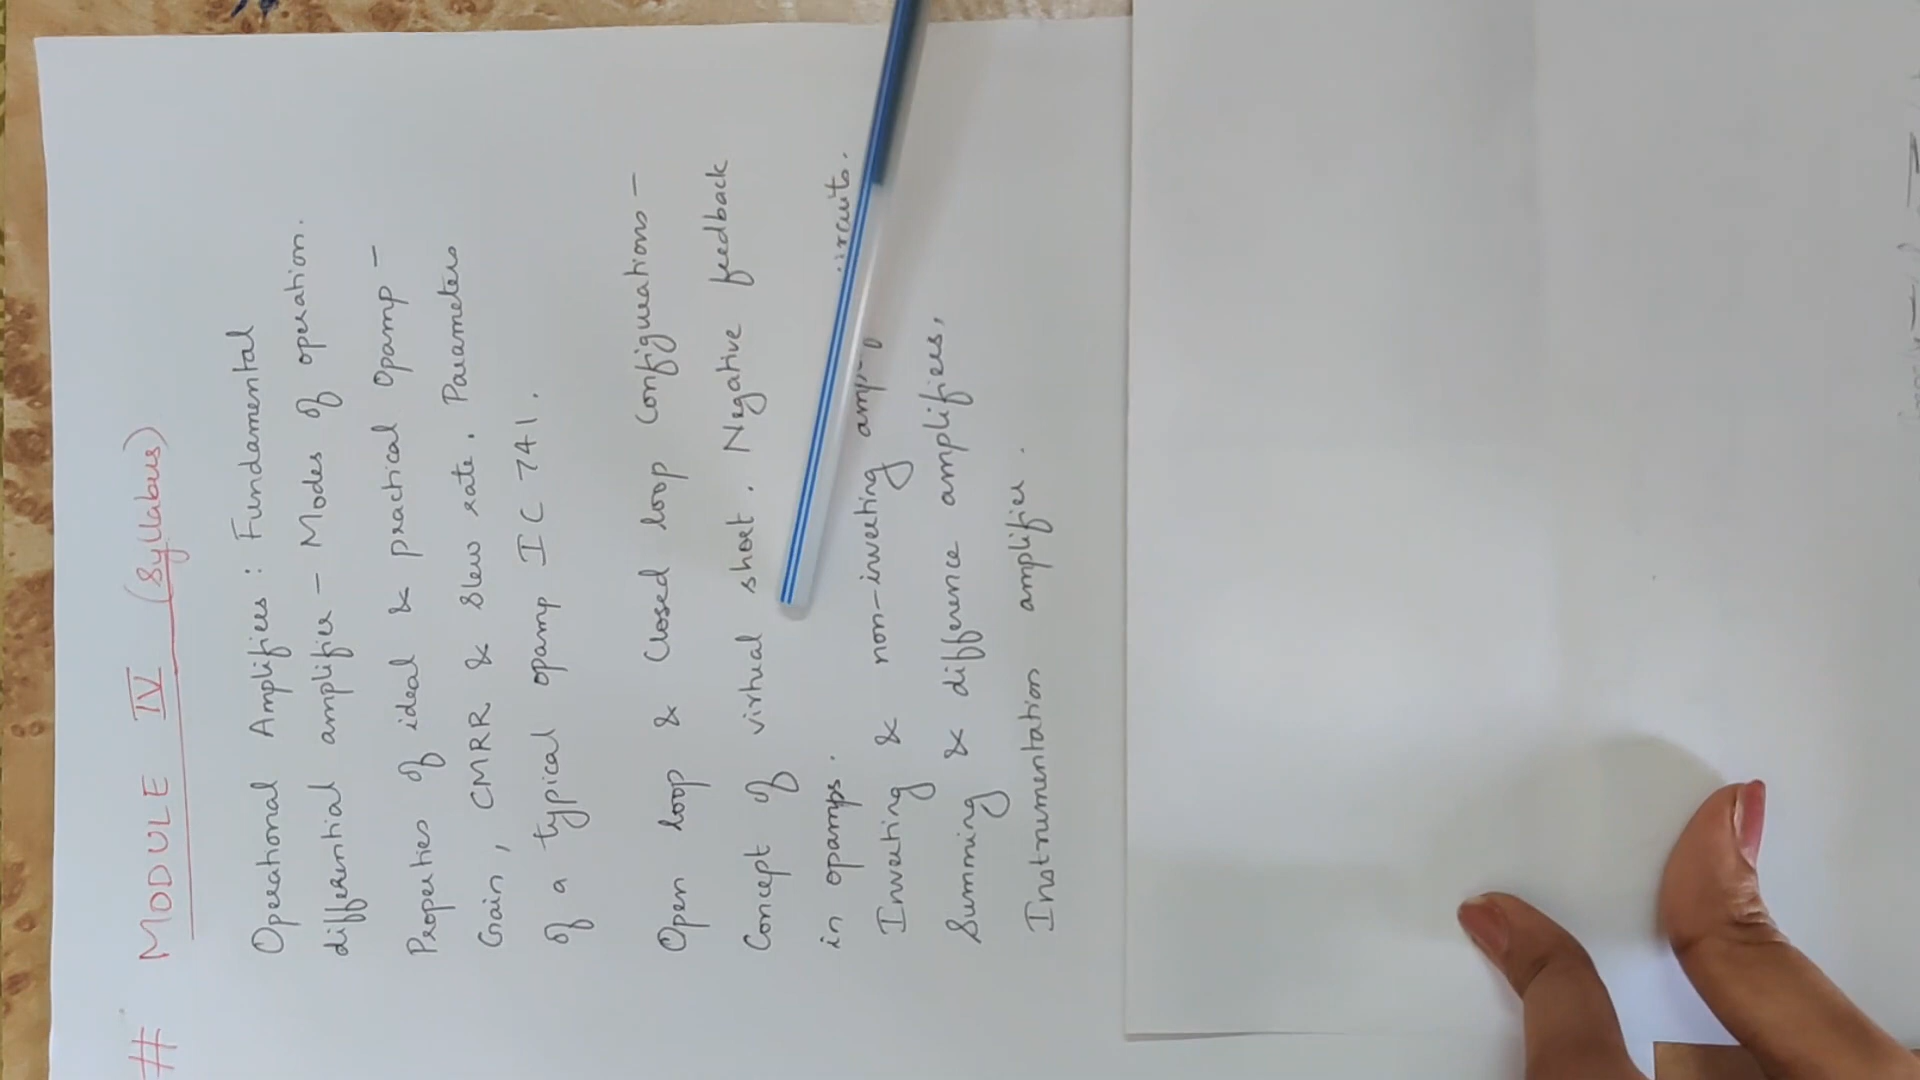 # MODULE IV (Syllabus)
Operational Amplifiers : Fundamental
differential amplifier - Modes of operation.
Properties of ideal & practical Opamp -
Gain, CMRR & Slew rate. Parameters
of a typical opamp IC 741.
Open loop & Closed loop Configurations -
Concept of virtual short. Negative feedback
in opamps.
Inverting & non-inverting
Summing & difference amplifiers,
Instrumentation amplifier.